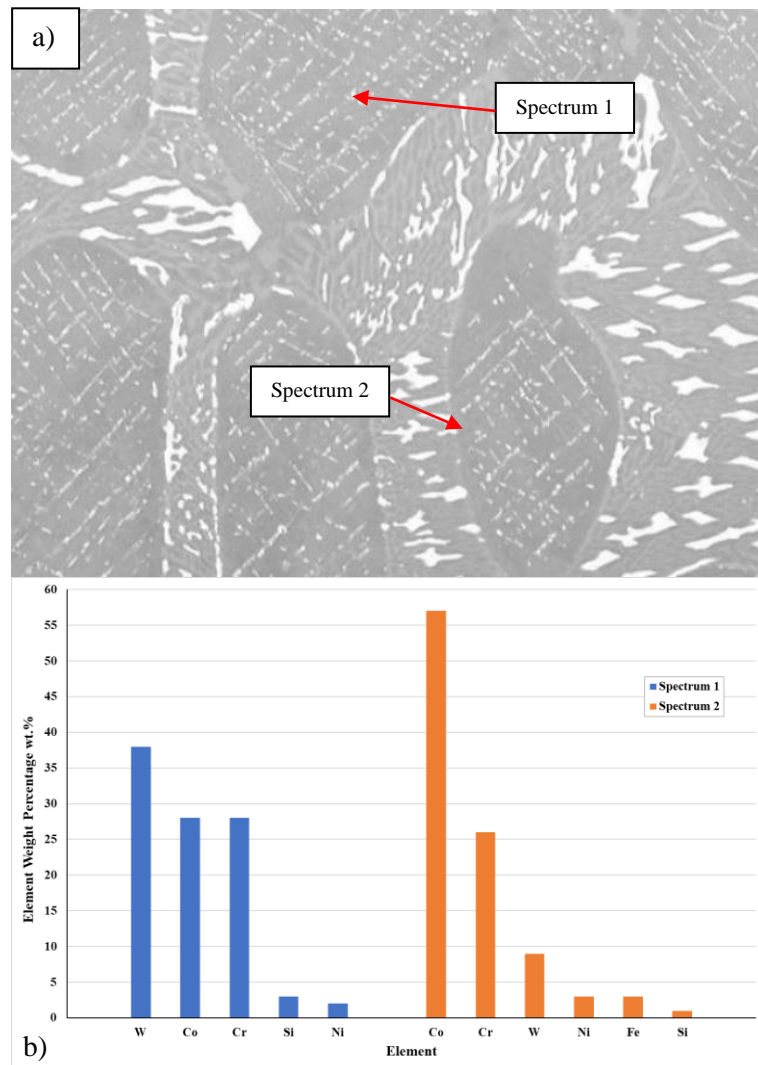 a)
Spectrum 1
Spectrum 2
60
55
50
45
40
35
30
25
20
15
10
5
0
Element Weight Percentage wt.%
Spectrum 1
Spectrum 2
W Co Cr Si Ni Co Cr W Ni Fe Si
Element
b)